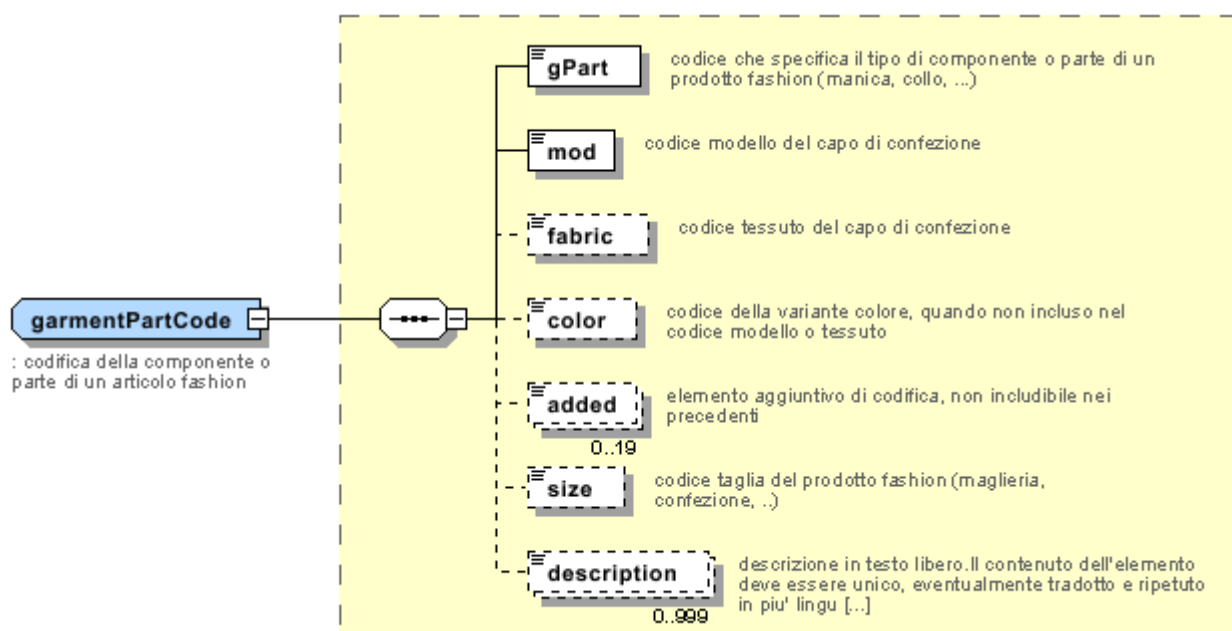 gPart
codice che specifica il tipo di componente o parte di un
prodotto fashion (manica, collo, ...)
mod
codice modello del capo di confezione
fabric
codice tessuto del capo di confezione
garmentPartCode
: codifica della componente o
parte di un articolo fashion
color
codice della variante colore, quando non incluso nel
codice modello o tessuto
added
0..19
elemento aggiuntivo di codifica, non includibile nei
precedenti
size
codice taglia del prodotto fashion (maglieria,
confezione, ..)
description
0..999
descrizione in testo libero.Il contenuto dell'elemento
deve essere unico, eventualmente tradotto e ripetuto
in piu' lingu [...]